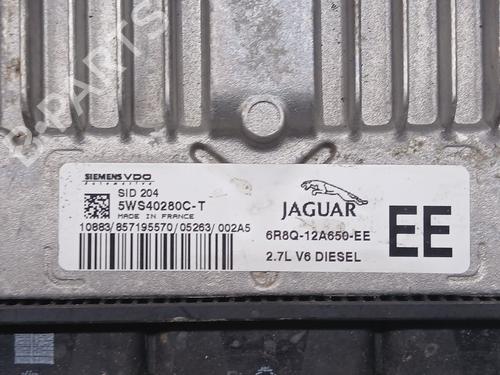 B-PARTS
SIEMENS VDO
Automotive
SID 204
5WS40280C-T
MADE IN FRANCE
10883/857195570/05263/002A5
JAGUAR
6R8Q-12A650-EE
2.7L V6 DIESEL
EE